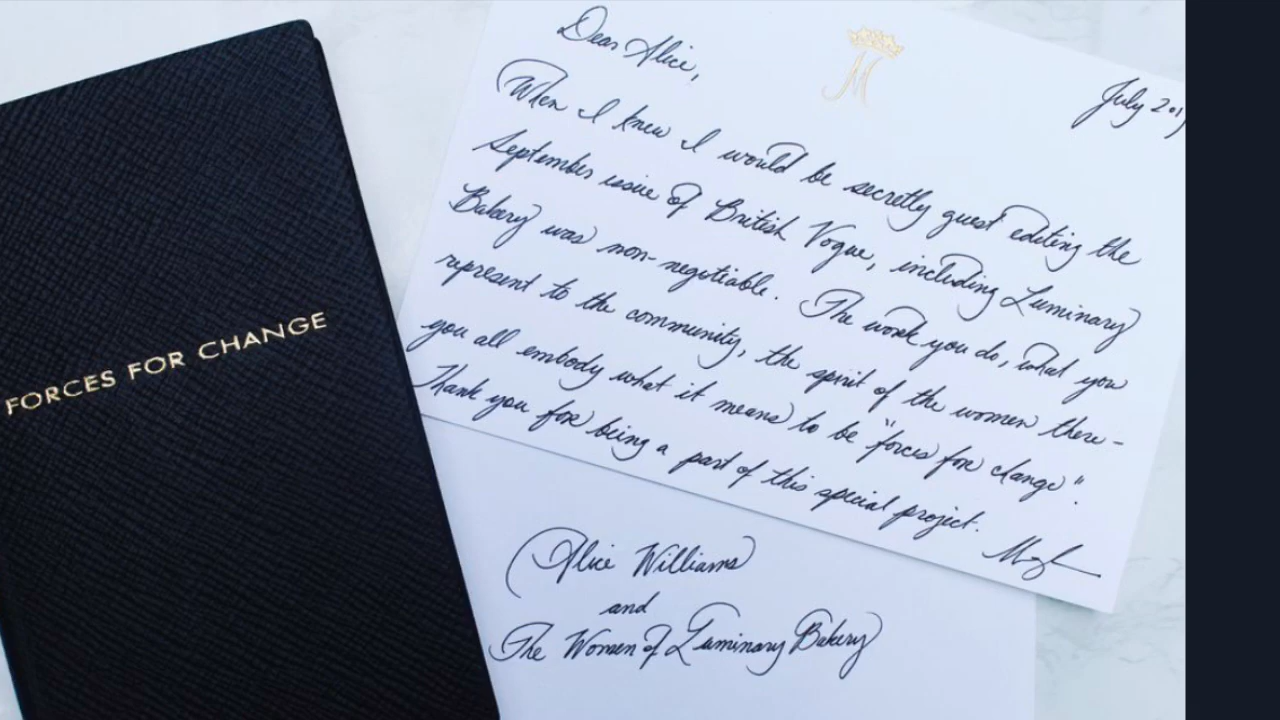 FORCES FOR CHANGE
M
Dear Alice,
July 2019
When I knew I would be secretly guest editing the
September issue of British Vogue, including Luminary
Bakery was non-negotiable. The work you do, what you
represent to the community, the spirit of the women there-
you all embody what it means to be "forces for change".
Thank you for being a part of this special project.
Alice Williams
and
The Women of Luminary Bakery